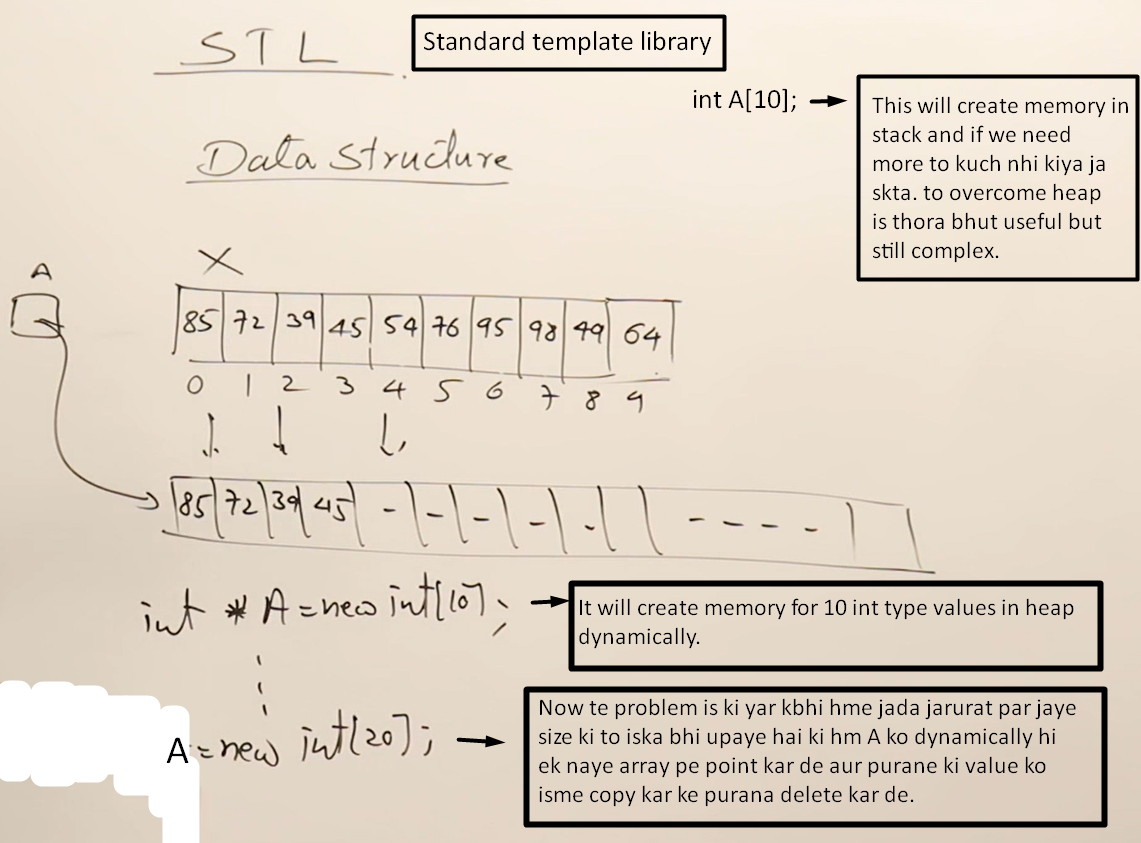 STL
Standard template library
int A[10];
This will create memory in
stack and if we need
more to kuch nhi kiya ja
skta. to overcome heap
is thora bhut useful but
still complex.
Data Structure
A
85 72 39 45 54 76 95 98 49 64
0 1 2 3 4 5 6 7 8 9
85 72 39 45 - - - - - - - - -
int * A = new int[10];
It will create memory for 10 int type values in heap
dynamically.
A = new int[20];
Now te problem is ki yar kbhi hme jada jarurat par jaye
size ki to iska bhi upaye hai ki hm A ko dynamically hi
ek naye array pe point kar de aur purane ki value ko
isme copy kar ke purana delete kar de.